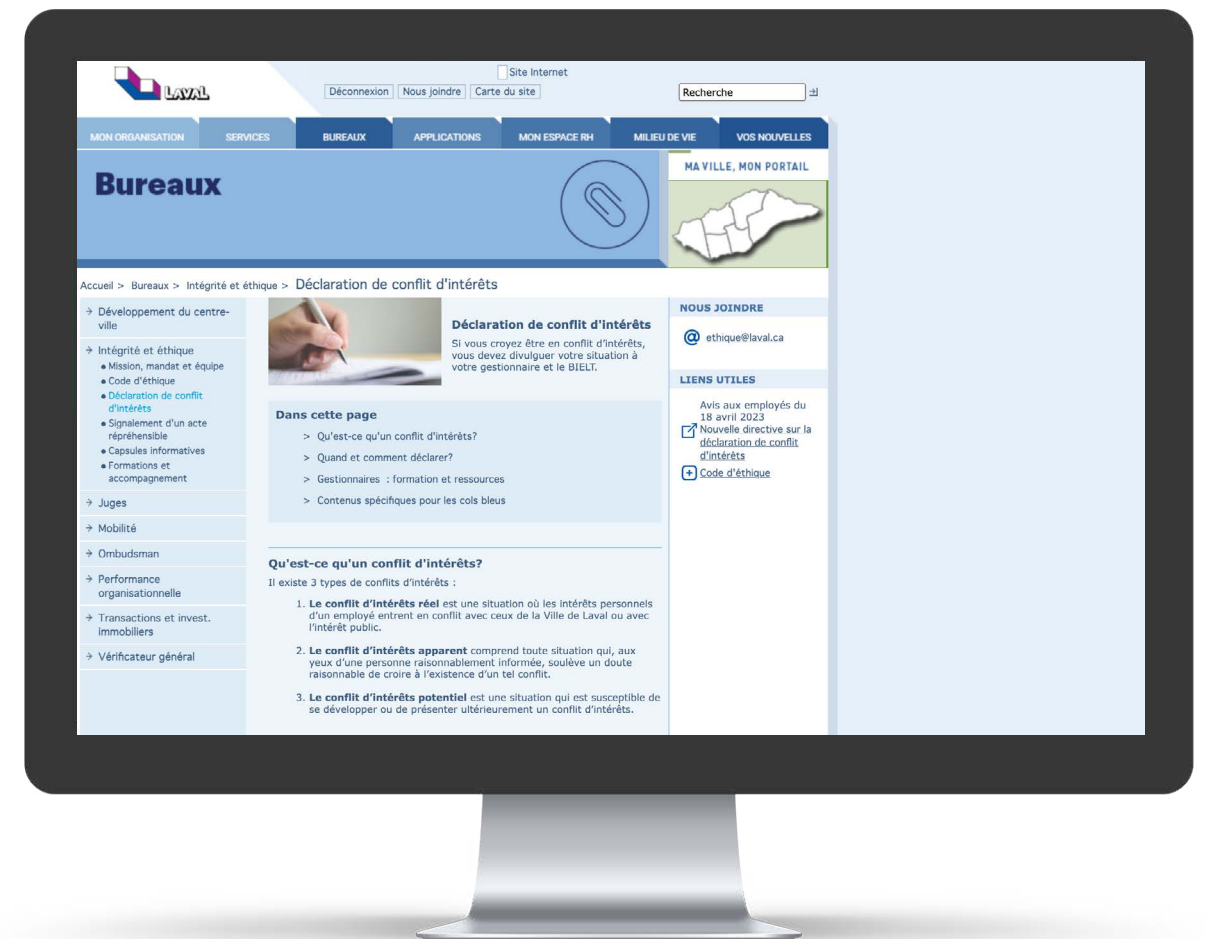 LAVAL
Site Internet
Déconnexion Nous joindre Carte du site
Recherche
MON ORGANISATION SERVICES BUREAUX APPLICATIONS MON ESPACE RH MILIEU DE VIE VOS NOUVELLES
Bureaux
MA VILLE, MON PORTAIL
Accueil > Bureaux > Intégrité et éthique > Déclaration de conflit d'intérêts
→ Développement du centre-
ville
→ Intégrité et éthique
• Mission, mandat et équipe
• Code d'éthique
• Déclaration de conflit
d'intérêts
• Signalement d'un acte
répréhensible
• Capsules informatives
• Formations et
accompagnement
→ Juges
→ Mobilité
→ Ombudsman
→ Performance
organisationnelle
→ Transactions et invest.
immobiliers
→ Vérificateur général
Déclaration de conflit d'intérêts
Si vous croyez être en conflit d'intérêts,
vous devez divulguer votre situation à
votre gestionnaire et le BIELT.
Dans cette page
> Qu'est-ce qu'un conflit d'intérêts?
> Quand et comment déclarer?
> Gestionnaires : formation et ressources
> Contenus spécifiques pour les cols bleus
Qu'est-ce qu'un conflit d'intérêts?
Il existe 3 types de conflits d'intérêts :
1. Le conflit d'intérêts réel est une situation où les intérêts personnels
d'un employé entrent en conflit avec ceux de la Ville de Laval ou avec
l'intérêt public.
2. Le conflit d'intérêts apparent comprend toute situation qui, aux
yeux d'une personne raisonnablement informée, soulève un doute
raisonnable de croire à l'existence d'un tel conflit.
3. Le conflit d'intérêts potentiel est une situation qui est susceptible de
se développer ou de présenter ultérieurement un conflit d'intérêts.
NOUS JOINDRE
@ ethique@laval.ca
LIENS UTILES
Avis aux employés du
18 avril 2023
Nouvelle directive sur la
déclaration de conflit
d'intérêts
Code d'éthique